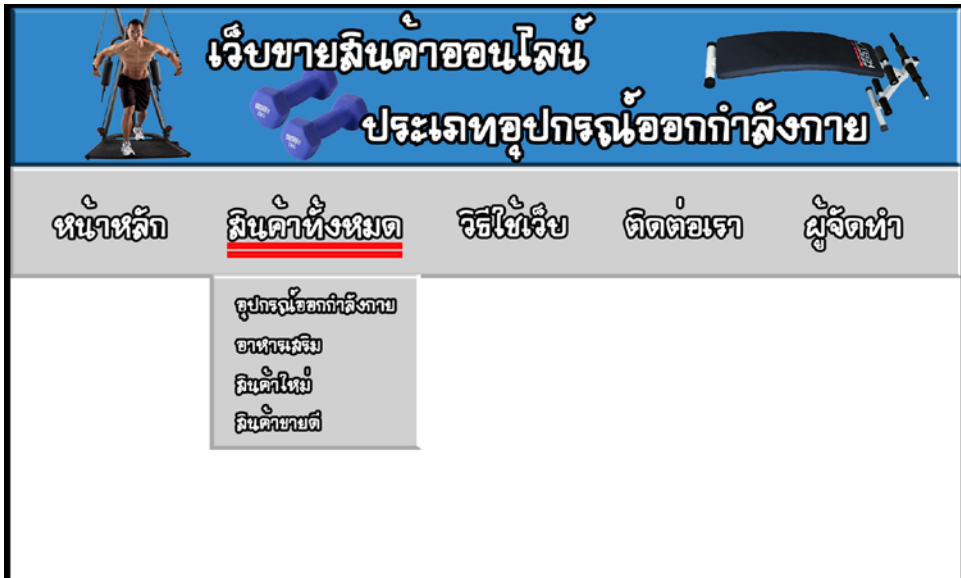 เว็บขายสินค้าออนไลน์
ประเภทอุปกรณ์ออกกำลังกาย
หน้าหลัก สินค้าทั้งหมด วิธีใช้เว็บ ติดต่อเรา ผู้จัดทำ
อุปกรณ์ออกกำลังกาย
อาหารเสริม
สินค้าใหม่
สินค้าขายดี